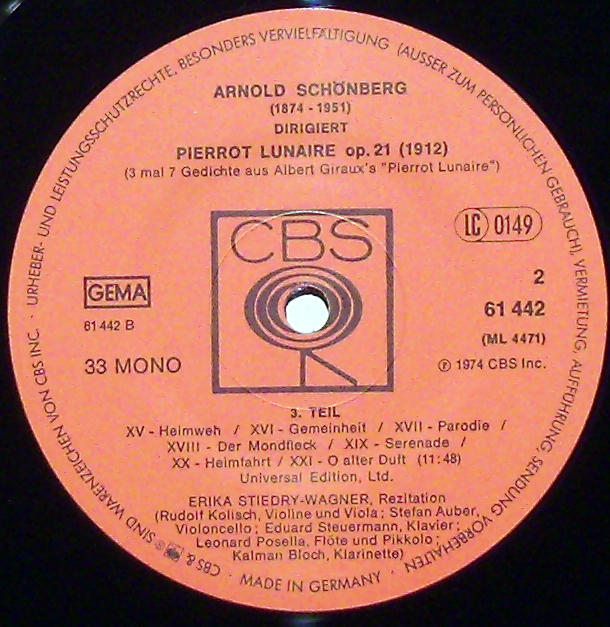 URHEBER- UND LEISTUNGSSCHUTZRECHTE, BESONDERS VERVIELFÄLTIGUNG (AUSSER ZUM PERSÖNLICHEN GEBRAUCH), VERMIETUNG, AUFFÜHRUNG, SENDUNG VORBEHALTEN
ARNOLD SCHÖNBERG
(1874 - 1951)
DIRIGIERT
PIERROT LUNAIRE op. 21 (1912)
(3 mal 7 Gedichte aus Albert Giraux's "Pierrot Lunaire")
CBS
LC 0149
GEMA
2
61 442 B
61 442
(ML 4471)
33 MONO
℗ 1974 CBS Inc.
3. TEIL
XV - Heimweh / XVI - Gemeinheit / XVII - Parodie /
XVIII - Der Mondfleck / XIX - Serenade /
XX - Heimfahrt / XXI - O alter Duft (11:48)
Universal Edition, Ltd.
ERIKA STIEDRY-WAGNER, Rezitation
(Rudolf Kolisch, Violine und Viola; Stefan Auber,
Violoncello; Eduard Steuermann, Klavier;
Leonard Posella, Flöte und Pikkolo;
Kalman Bloch, Klarinette)
· MADE IN GERMANY ·
CBS & ® SIND WARENZEICHEN VON CBS INC. ·